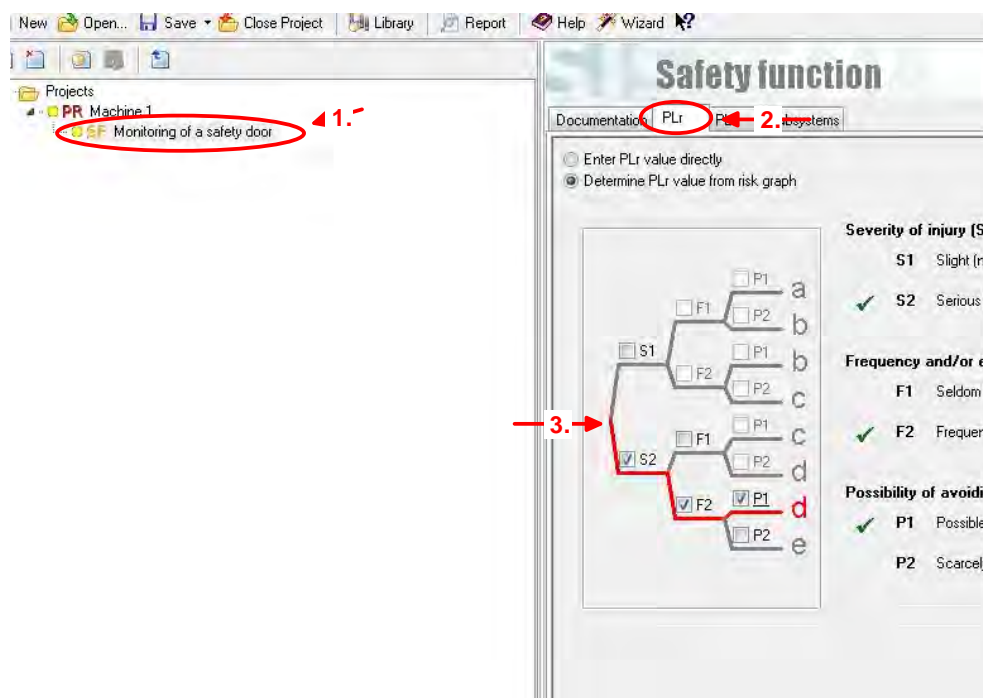 New Open... Save Close Project Library Report Help Wizard
Projects
PR Machine 1
SF Monitoring of a safety door
1.
Safety function
Documentation PLr 2.
Enter PLr value directly
Determine PLr value from risk graph
Severity of injury (S
S1 Slight (r
S2 Serious
Frequency and/or e
F1 Seldom
F2 Frequen
Possibility of avoidi
P1 Possible
P2 Scarcel
3.
P1 a
F1
P2 b
S1
P1 b
F2
P2 c
P1 c
F1
S2
P2 d
F2 P1 d
P2 e